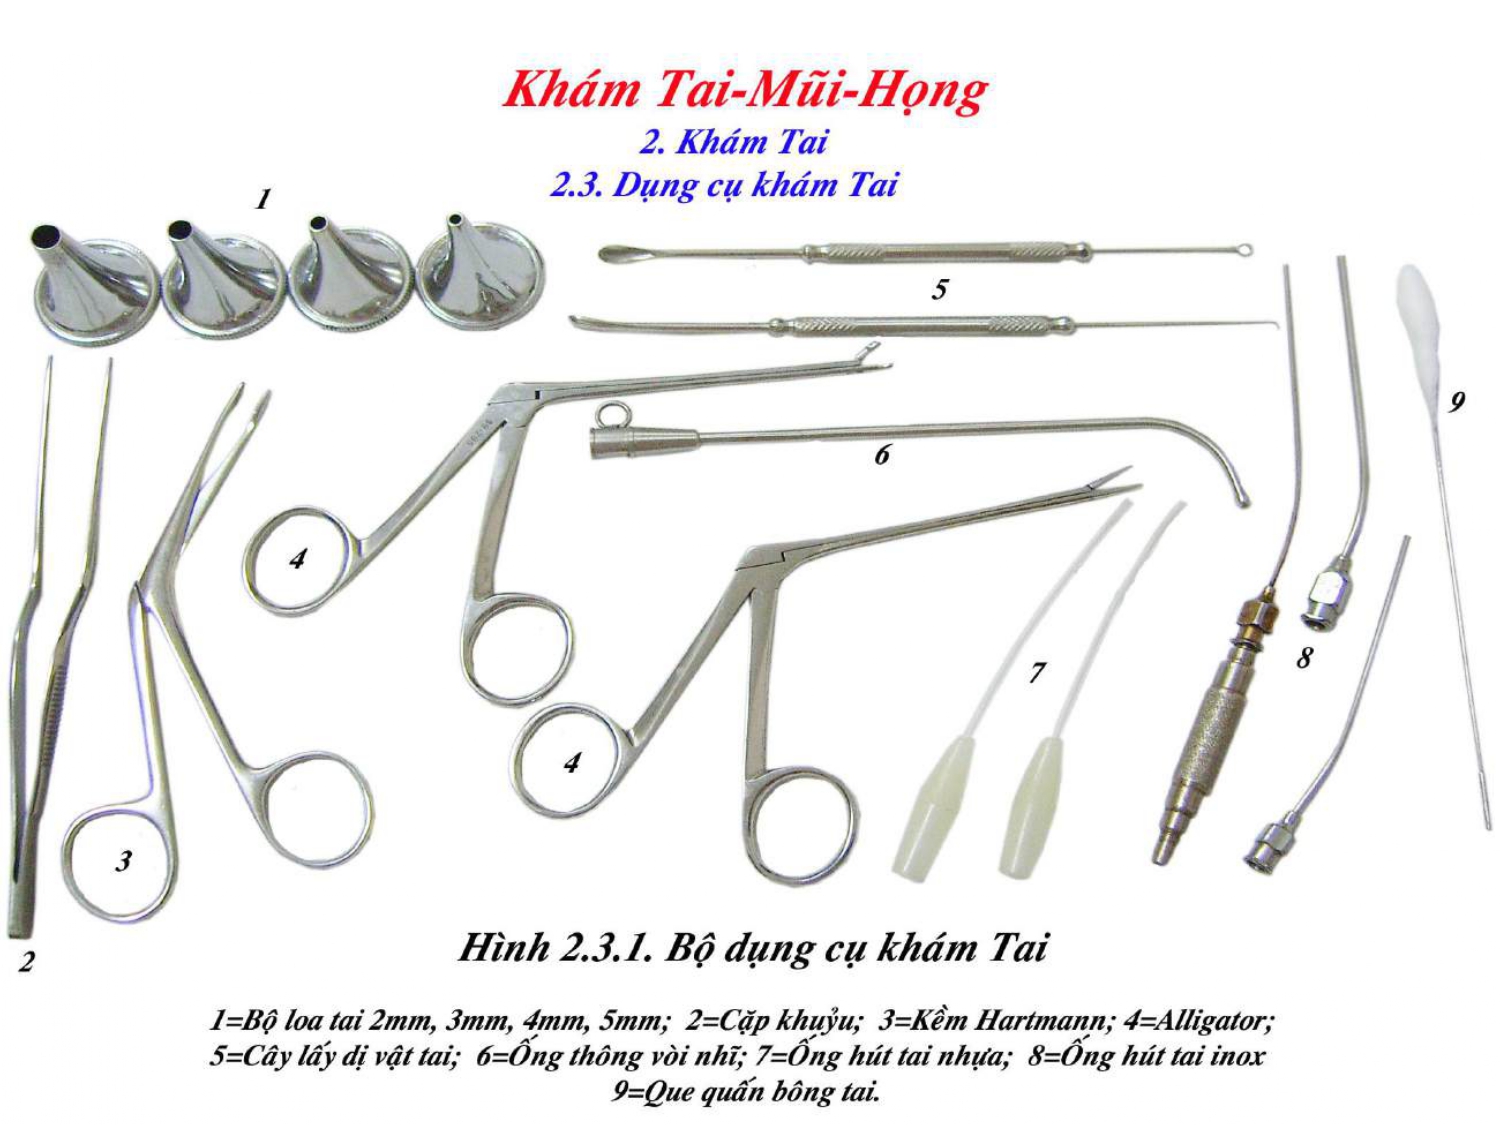 Khám Tai-Mũi-Họng
2. Khám Tai
2.3. Dụng cụ khám Tai
1
5
9
6
4
8
7
4
3
2
Hình 2.3.1. Bộ dụng cụ khám Tai
1=Bộ loa tai 2mm, 3mm, 4mm, 5mm; 2=Cặp khuỷu; 3=Kềm Hartmann; 4=Alligator;
5=Cây lấy dị vật tai; 6=Ống thông vòi nhĩ; 7=Ống hút tai nhựa; 8=Ống hút tai inox
9=Que quấn bông tai.